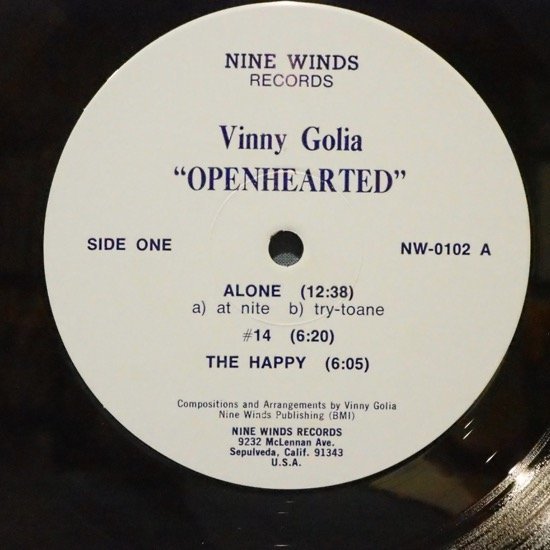 NINE WINDS
RECORDS
Vinny Golia
"OPENHEARTED"
SIDE ONE
NW-0102 A
ALONE (12:38)
a) at nite b) try-toane
#14 (6:20)
THE HAPPY (6:05)
Compositions and Arrangements by Vinny Golia
Nine Winds Publishing (BMI)
NINE WINDS RECORDS
9232 McLennan Ave.
Sepulveda, Calif. 91343
U.S.A.